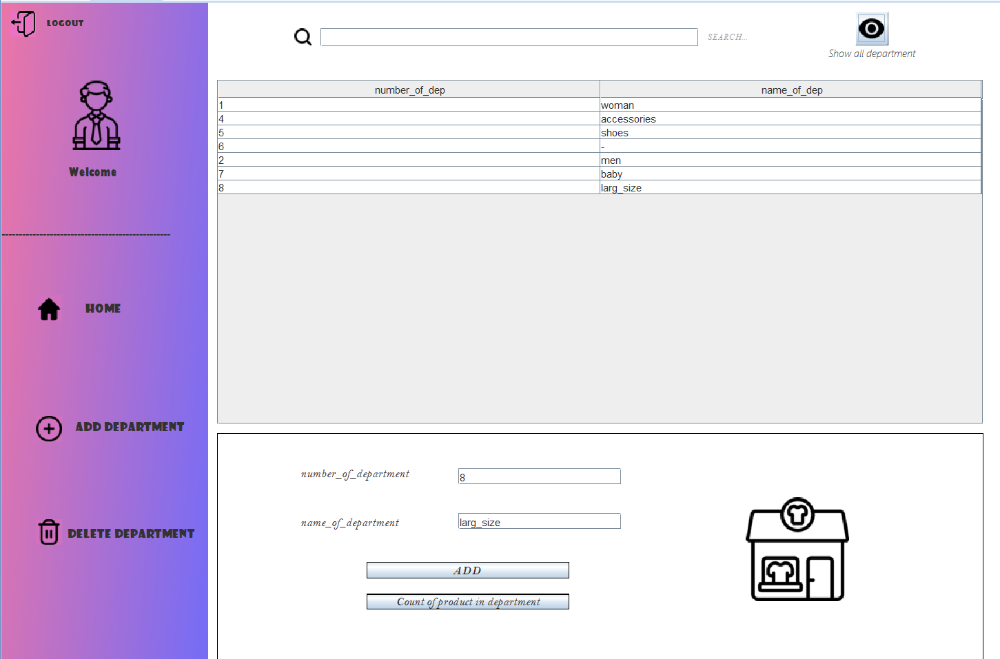 LOGOUT
SEARCH...
Show all department
Welcome
--------------------------------------------------
HOME
ADD DEPARTMENT
DELETE DEPARTMENT
number_of_dep name_of_dep
1 woman
4 accessories
5 shoes
6 -
2 men
7 baby
8 larg_size
number_of_department 8
name_of_department larg_size
ADD
Count of product in department